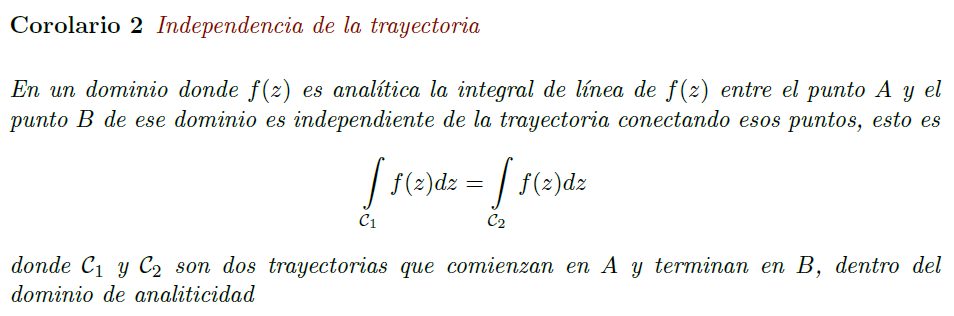 Corolario 2 Independencia de la trayectoria
En un dominio donde f(z) es analítica la integral de línea de f(z) entre el punto A y el
punto B de ese dominio es independiente de la trayectoria conectando esos puntos, esto es
∫ f(z)dz = ∫ f(z)dz
C₁ C₂
donde C₁ y C₂ son dos trayectorias que comienzan en A y terminan en B, dentro del
dominio de analiticidad